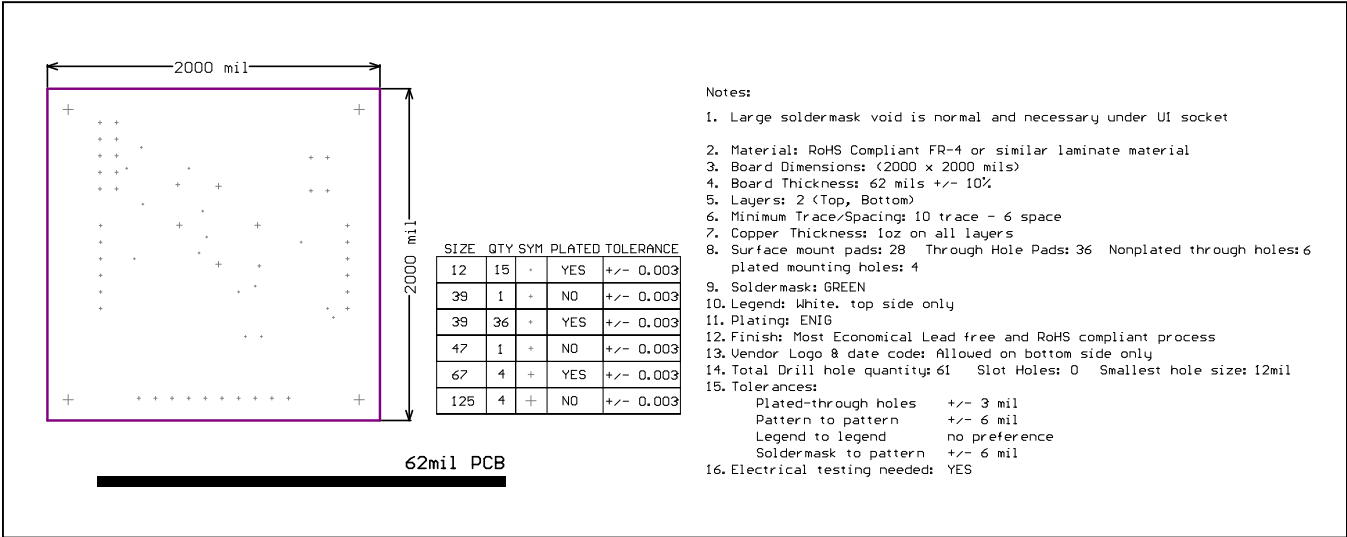 2000 mil
2000 mil
SIZE QTY SYM PLATED TOLERANCE
12 15 YES +/- 0.003
39 1 NO +/- 0.003
39 36 YES +/- 0.003
47 1 NO +/- 0.003
67 4 YES +/- 0.003
125 4 NO +/- 0.003
62mil PCB
Notes:
1. Large soldermask void is normal and necessary under UI socket
2. Material: RoHS Compliant FR-4 or similar laminate material
3. Board Dimensions: (2000 x 2000 mils)
4. Board Thickness: 62 mils +/- 10%
5. Layers: 2 (Top, Bottom)
6. Minimum Trace/Spacing: 10 trace - 6 space
7. Copper Thickness: 1oz on all layers
8. Surface mount pads: 28 Through Hole Pads: 36 Nonplated through holes: 6
plated mounting holes: 4
9. Soldermask: GREEN
10. Legend: White. top side only
11. Plating: ENIG
12. Finish: Most Economical Lead free and RoHS compliant process
13. Vendor Logo & date code: Allowed on bottom side only
14. Total Drill hole quantity: 61 Slot Holes: 0 Smallest hole size: 12mil
15. Tolerances:
Plated-through holes +/- 3 mil
Pattern to pattern +/- 6 mil
Legend to legend no preference
Soldermask to pattern +/- 6 mil
16. Electrical testing needed: YES